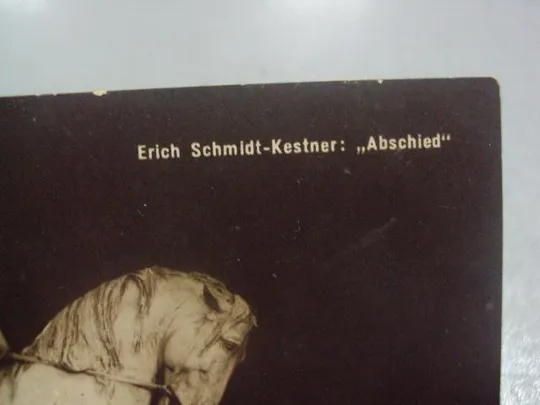 Erich Schmidt-Kestner: „Abschied“